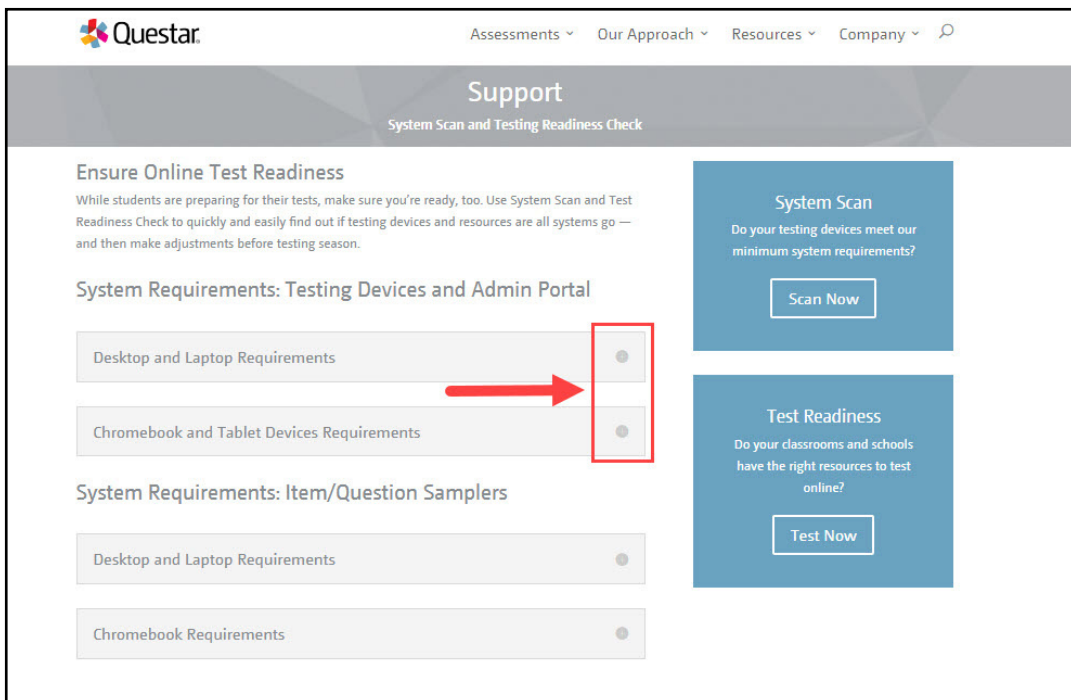 Questar.
Assessments
Our Approach
Resources
Company
Support
System Scan and Testing Readiness Check
Ensure Online Test Readiness
While students are preparing for their tests, make sure you're ready, too. Use System Scan and Test
Readiness Check to quickly and easily find out if testing devices and resources are all systems go —
and then make adjustments before testing season.
System Requirements: Testing Devices and Admin Portal
Desktop and Laptop Requirements
Chromebook and Tablet Devices Requirements
System Requirements: Item/Question Samplers
Desktop and Laptop Requirements
Chromebook Requirements
System Scan
Do your testing devices meet our
minimum system requirements?
Scan Now
Test Readiness
Do your classrooms and schools
have the right resources to test
online?
Test Now